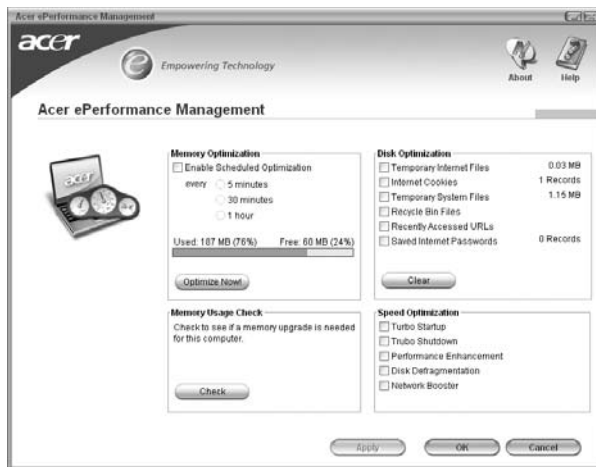 Acer ePerformance Management
acer
e
Empowering Technology
About
Help
Acer ePerformance Management
acer
Memory Optimization
Enable Scheduled Optimization
every
5 minutes
30 minutes
1 hour
Used: 187 MB (76%) Free: 60 MB (24%)
Optimize Now!
Disk Optimization
Temporary Internet Files 0.03 MB
Internet Cookies 1 Records
Temporary System Files 1.15 MB
Recycle Bin Files
Recently Accessed URLs
Saved Internet Passwords 0 Records
Clear
Memory Usage Check
Check to see if a memory upgrade is needed
for this computer.
Check
Speed Optimization
Turbo Startup
Trubo Shutdown
Performance Enhancement
Disk Defragmentation
Network Booster
Apply
OK
Cancel